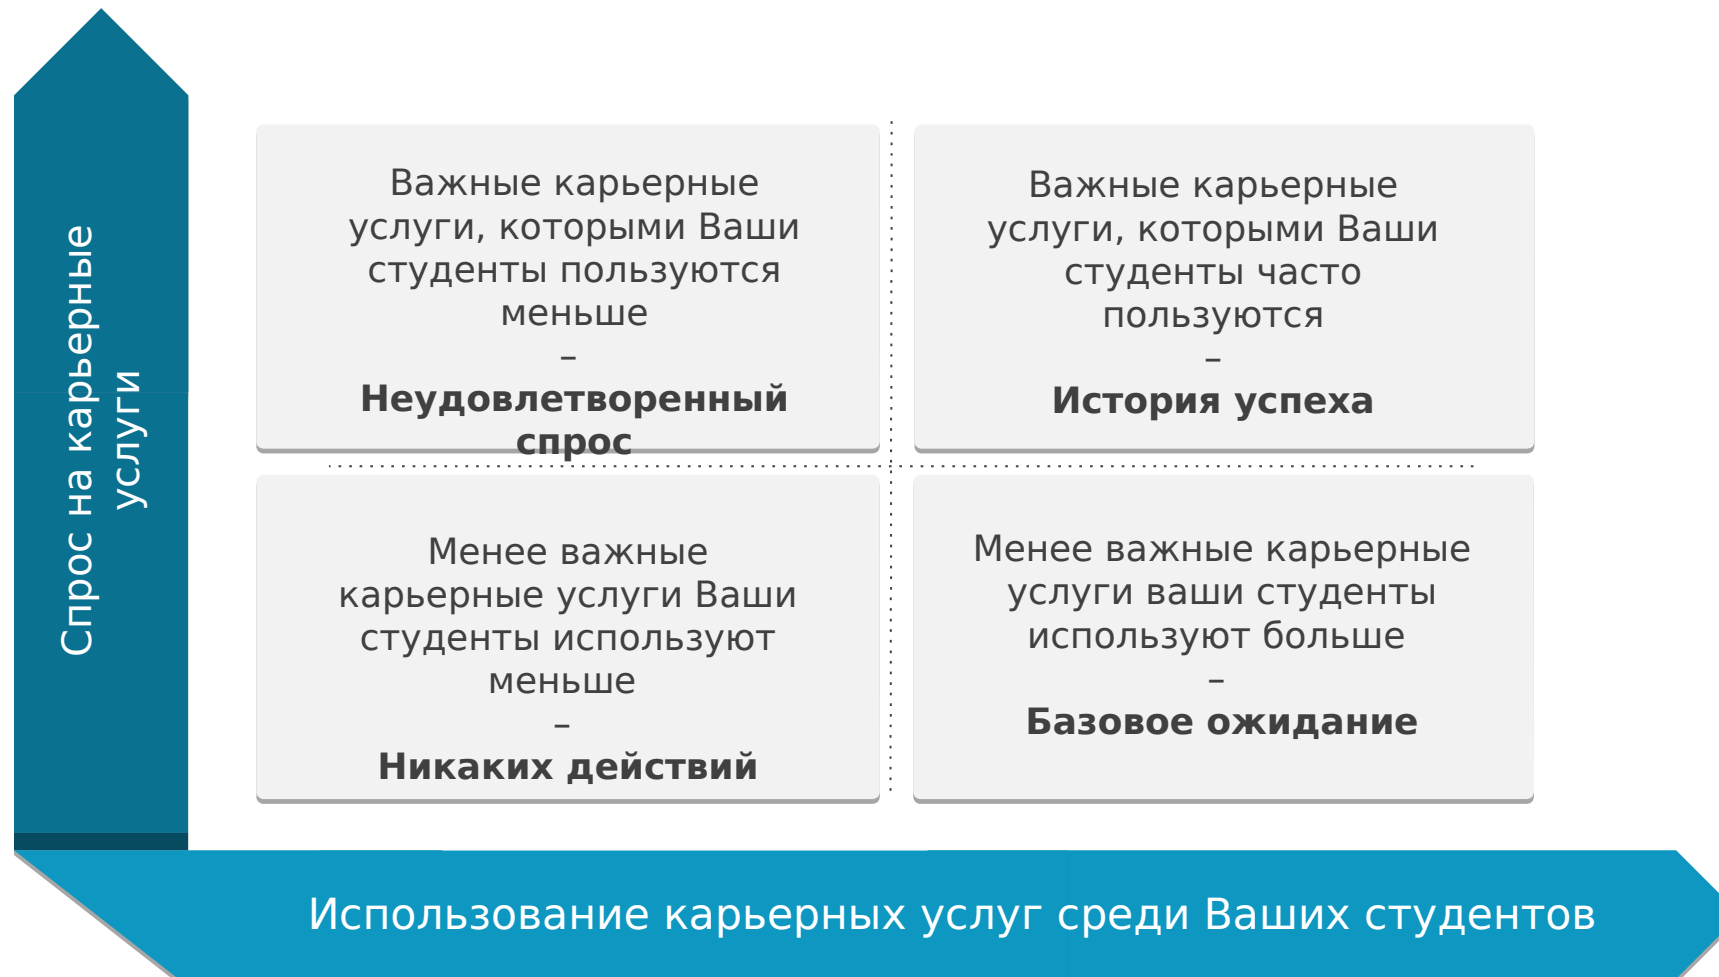 Спрос на карьерные
услуги
Важные карьерные
услуги, которыми Ваши
студенты пользуются
меньше
–
Неудовлетворенный
спрос
Важные карьерные
услуги, которыми Ваши
студенты часто
пользуются
–
История успеха
Менее важные
карьерные услуги Ваши
студенты используют
меньше
–
Никаких действий
Менее важные карьерные
услуги ваши студенты
используют больше
–
Базовое ожидание
Использование карьерных услуг среди Ваших студентов